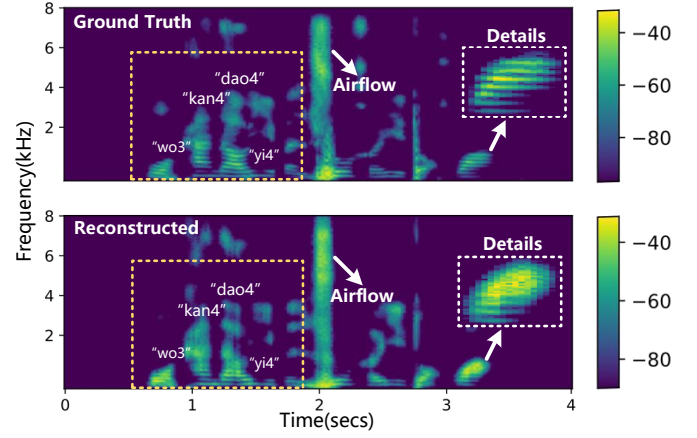 8
Ground Truth
Details
−40
6
"dao4"
Airflow
"kan4"
−60
4
2
"wo3"
"yi4"
−80
Frequency(kHz)
8
Reconstructed
Details
−40
6
"dao4"
Airflow
"kan4"
−60
4
2
"wo3"
"yi4"
−80
0
1
2
3
4
Time(secs)